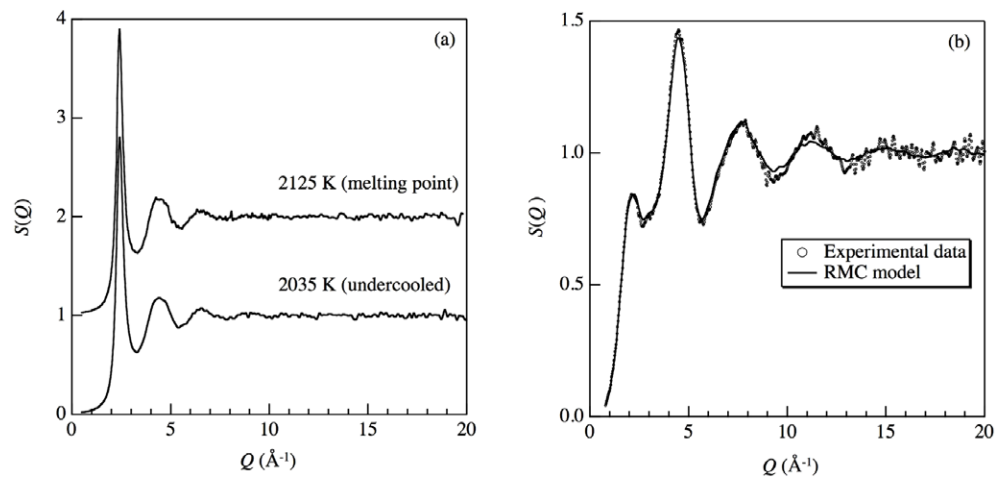 (a)
4
3
2
1
0
S(Q)
2125 K (melting point)
2035 K (undercooled)
0 5 10 15 20
Q (Å⁻¹)
(b)
1.5
1.0
0.5
0.0
S(Q)
Experimental data
RMC model
0 5 10 15 20
Q (Å⁻¹)